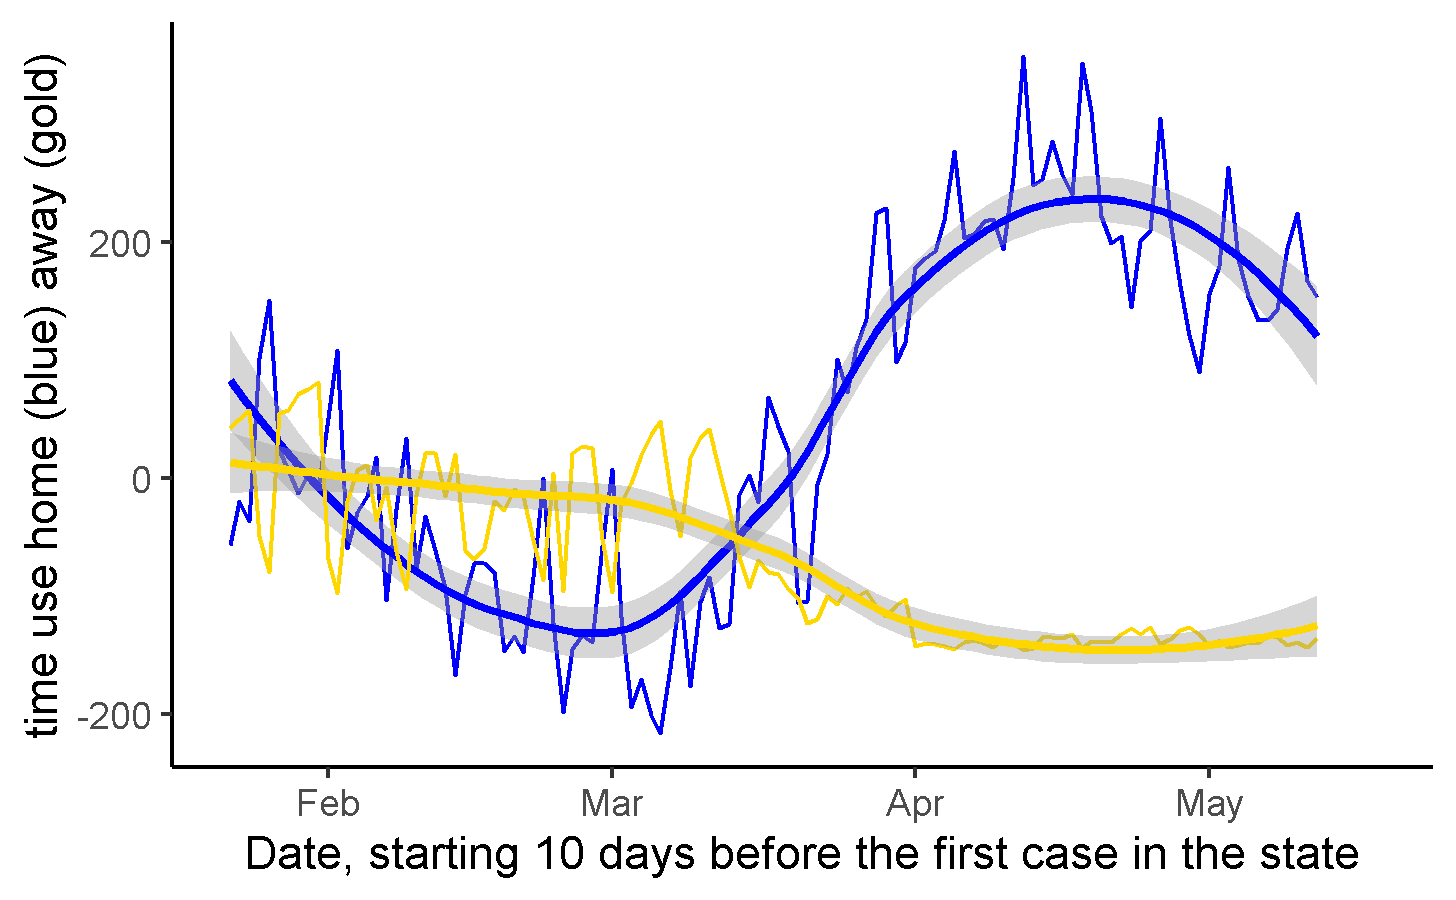 time use home (blue) away (gold)
200
0
-200
Feb
Mar
Apr
May
Date, starting 10 days before the first case in the state